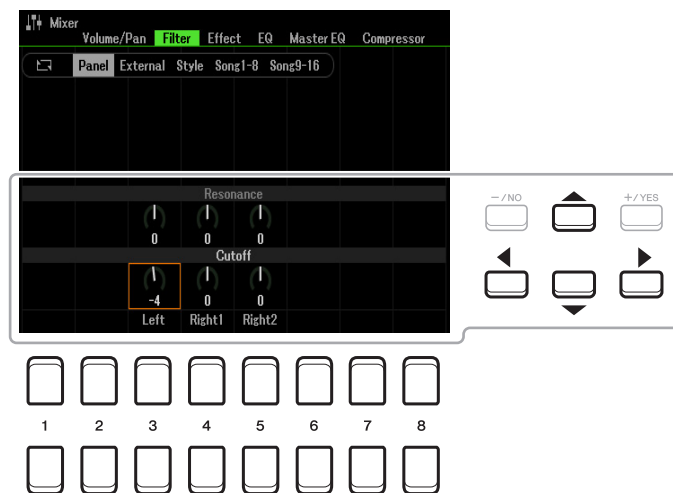 Mixer
Volume/Pan Filter Effect EQ Master EQ Compressor
Panel External Style Song1-8 Song9-16
Resonance
0 0 0
Cutoff
-4 0 0
Left Right1 Right2
−/NO +/YES
1 2 3 4 5 6 7 8